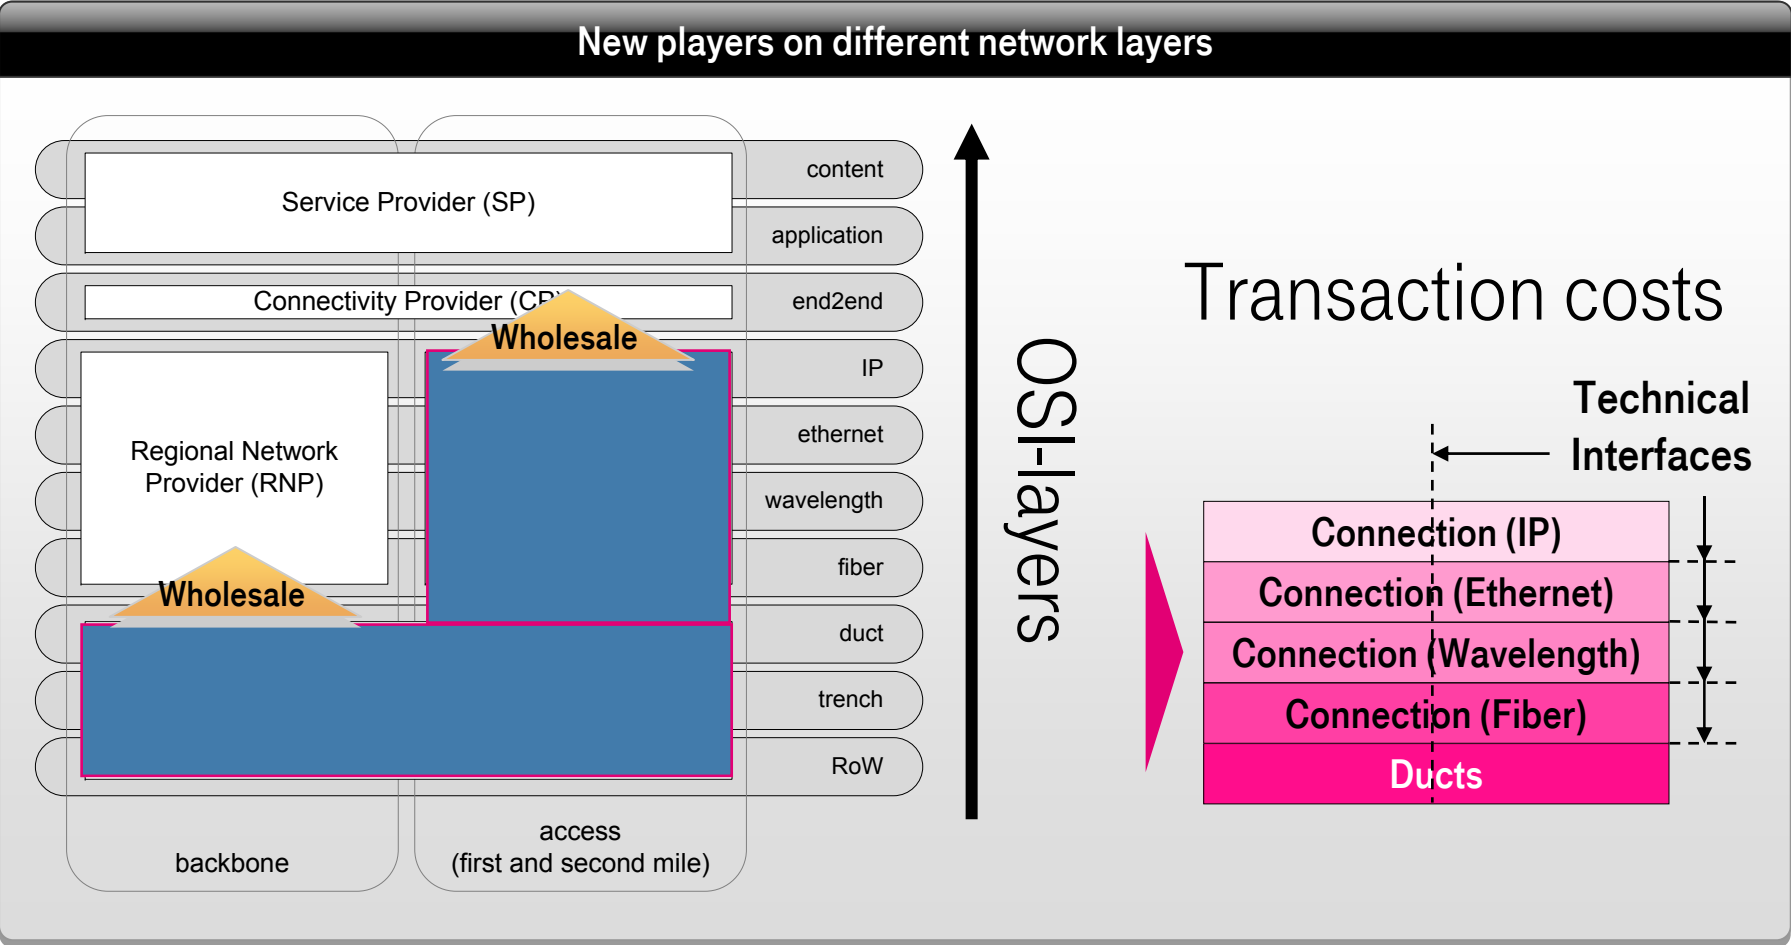 New players on different network layers
content
Service Provider (SP)
application
Connectivity Provider (CP)
end2end
Wholesale
IP
Regional Network
Provider (RNP)
ethernet
wavelength
fiber
Wholesale
duct
trench
RoW
backbone
access
(first and second mile)
OSI-layers
Transaction costs
Technical
Interfaces
Connection (IP)
Connection (Ethernet)
Connection (Wavelength)
Connection (Fiber)
Ducts